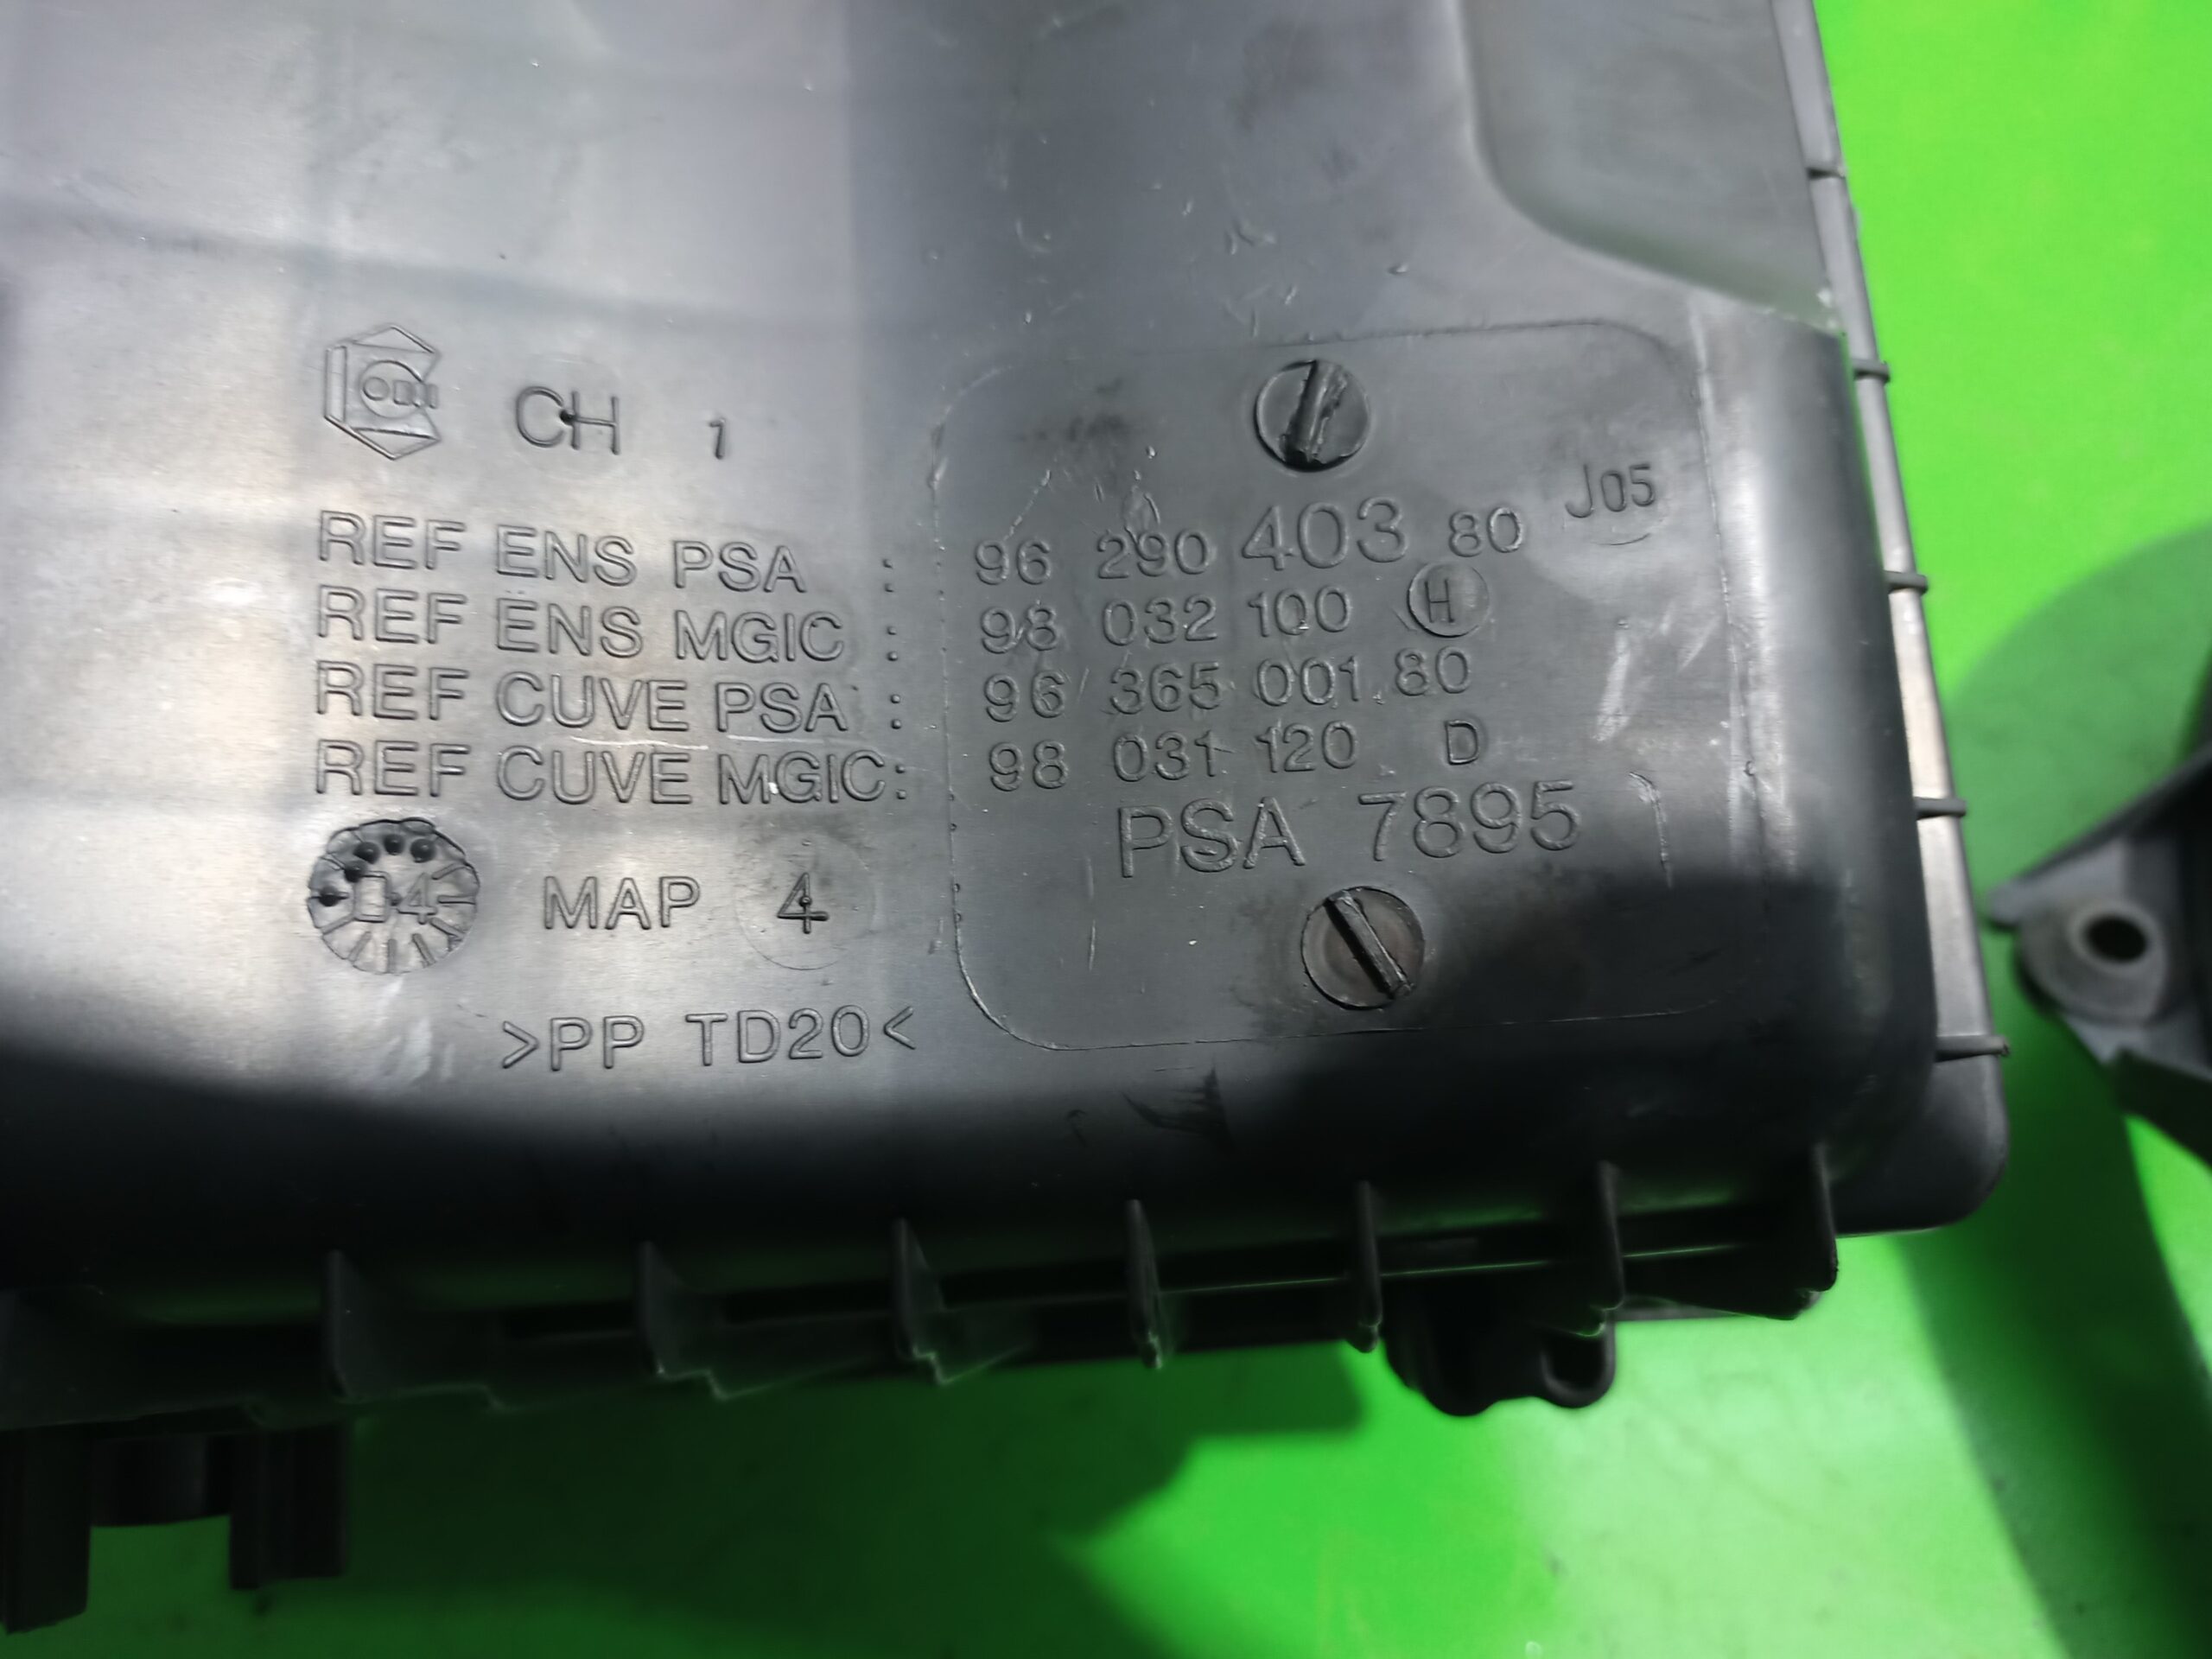 CH 1
J05
REF ENS PSA : 96 290 403 80
REF ENS MGIC : 98 032 100 H
REF CUVE PSA : 96 365 001.80
REF CUVE MGIC: 98 031 120 D
PSA 7895
MAP 4
>PP TD20<